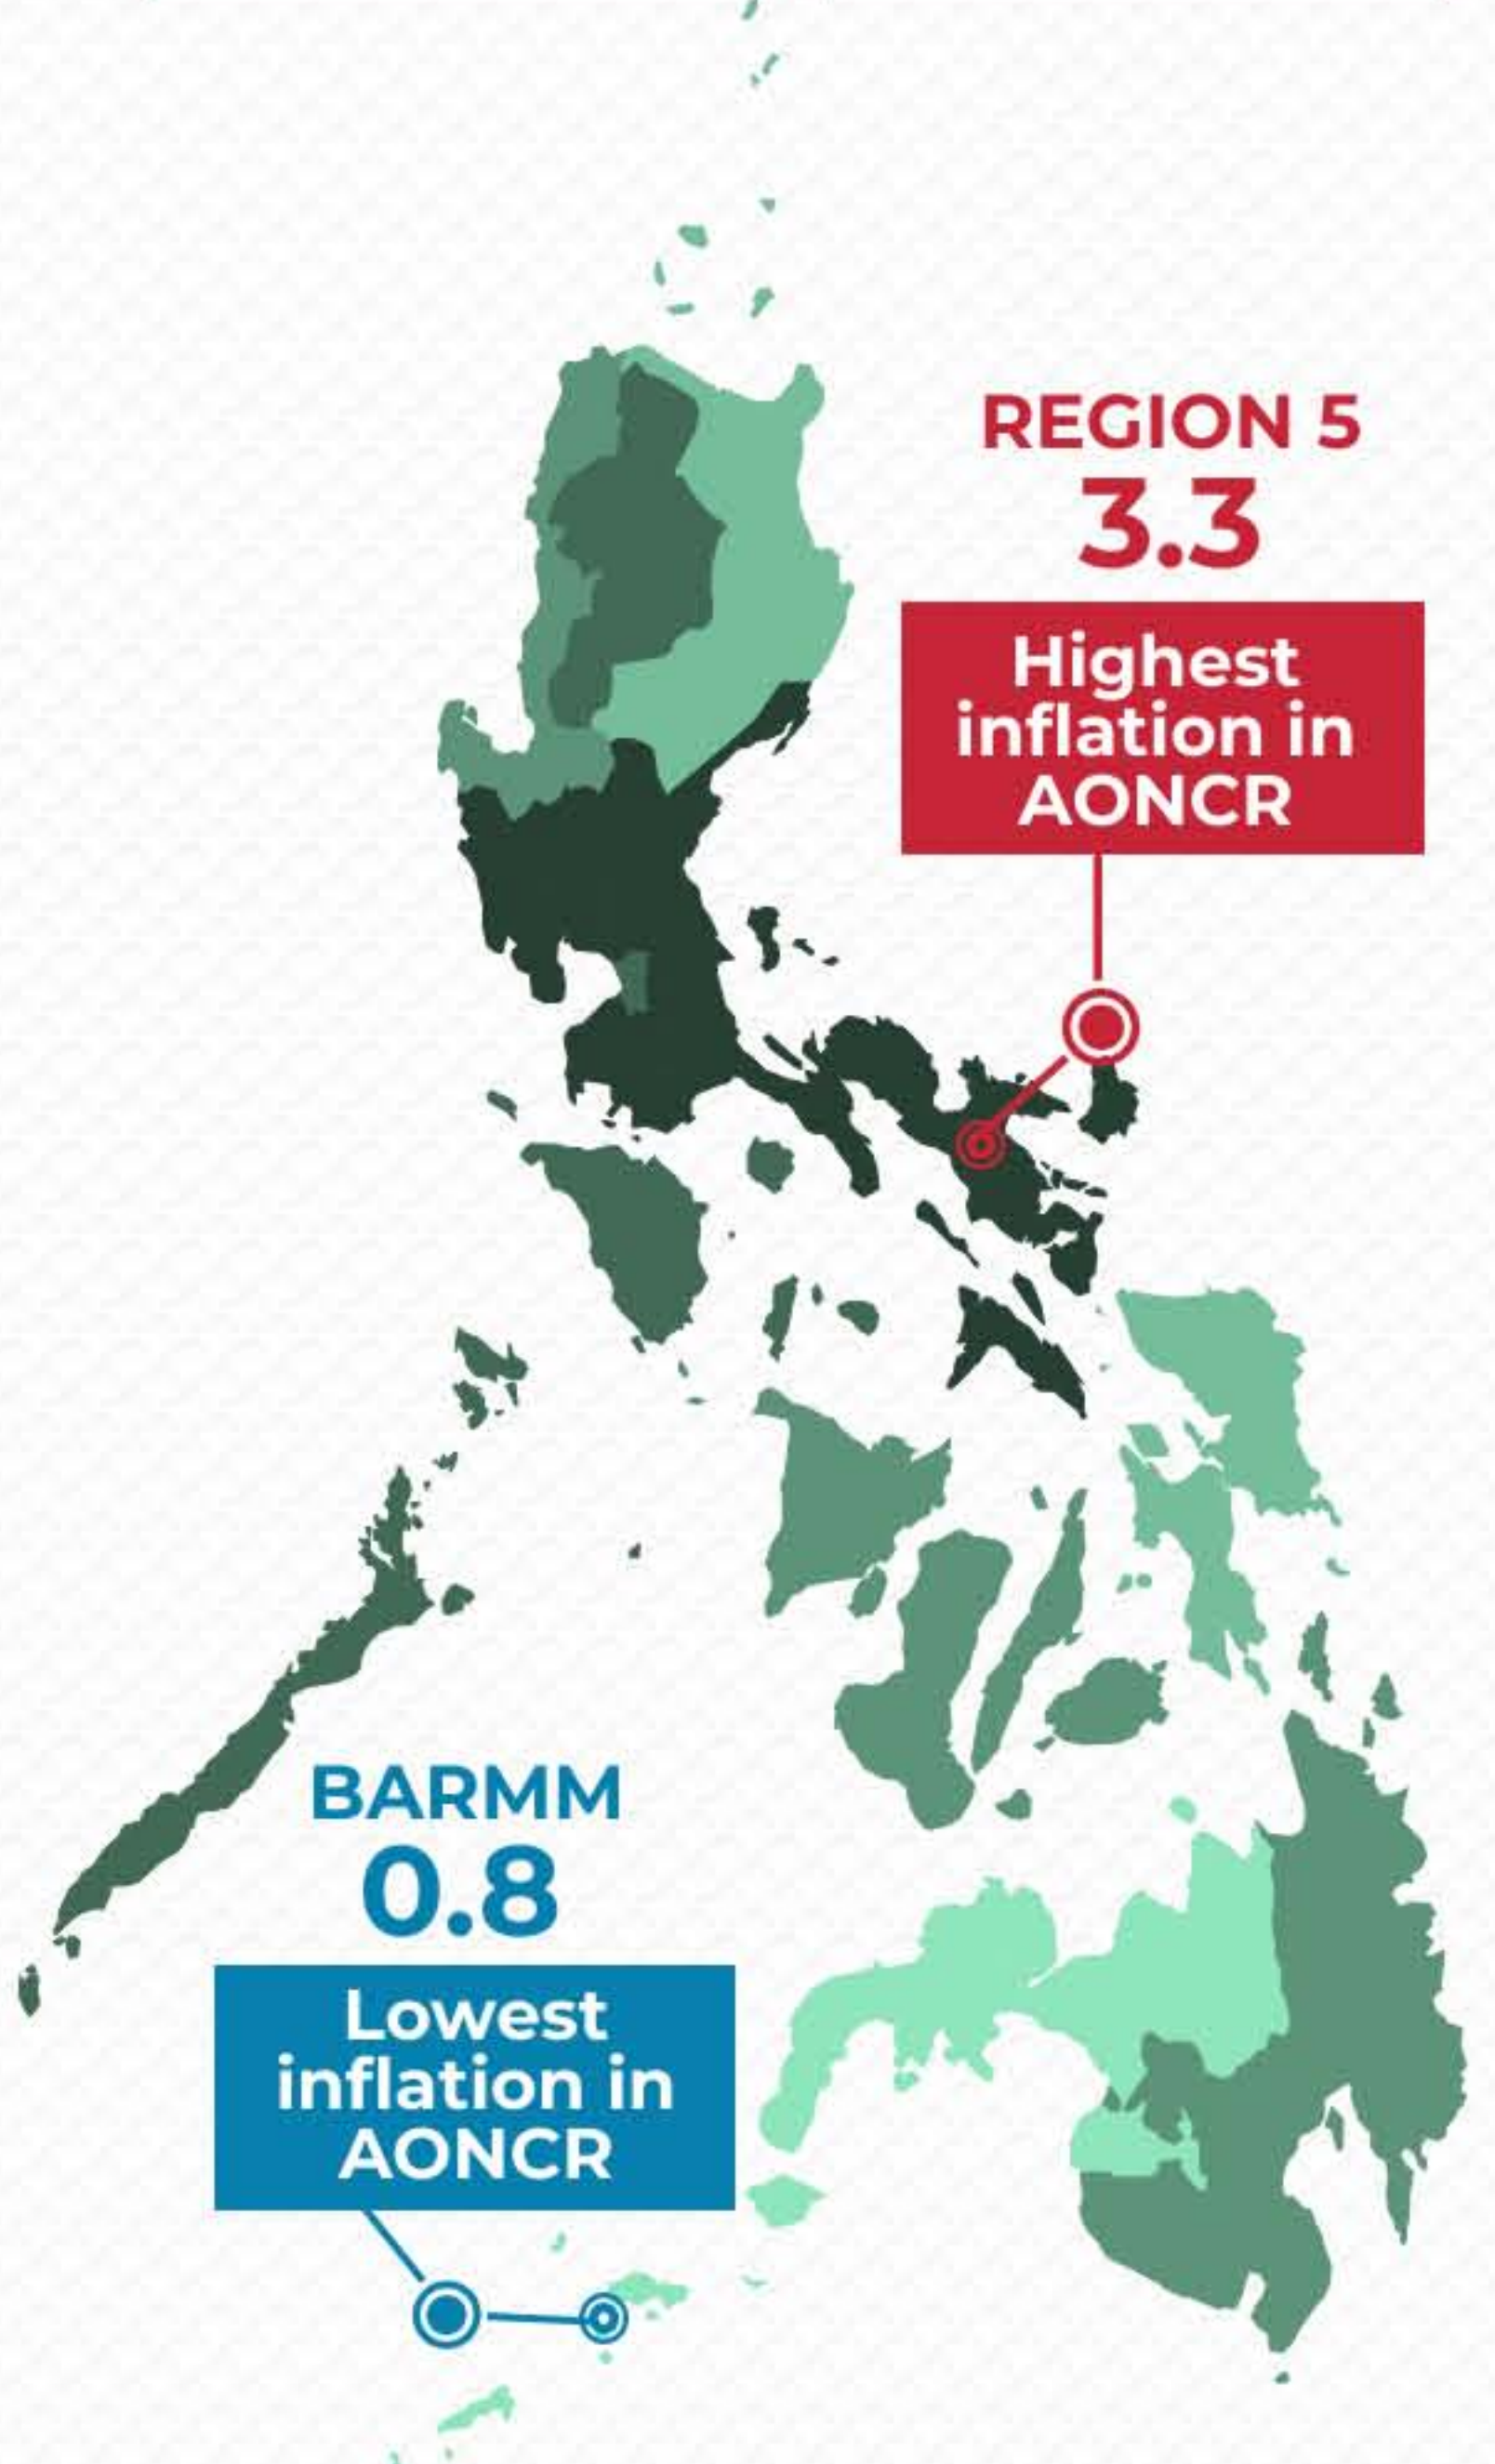 REGION 5
3.3
Highest
inflation in
AONCR
BARMM
0.8
Lowest
inflation in
AONCR